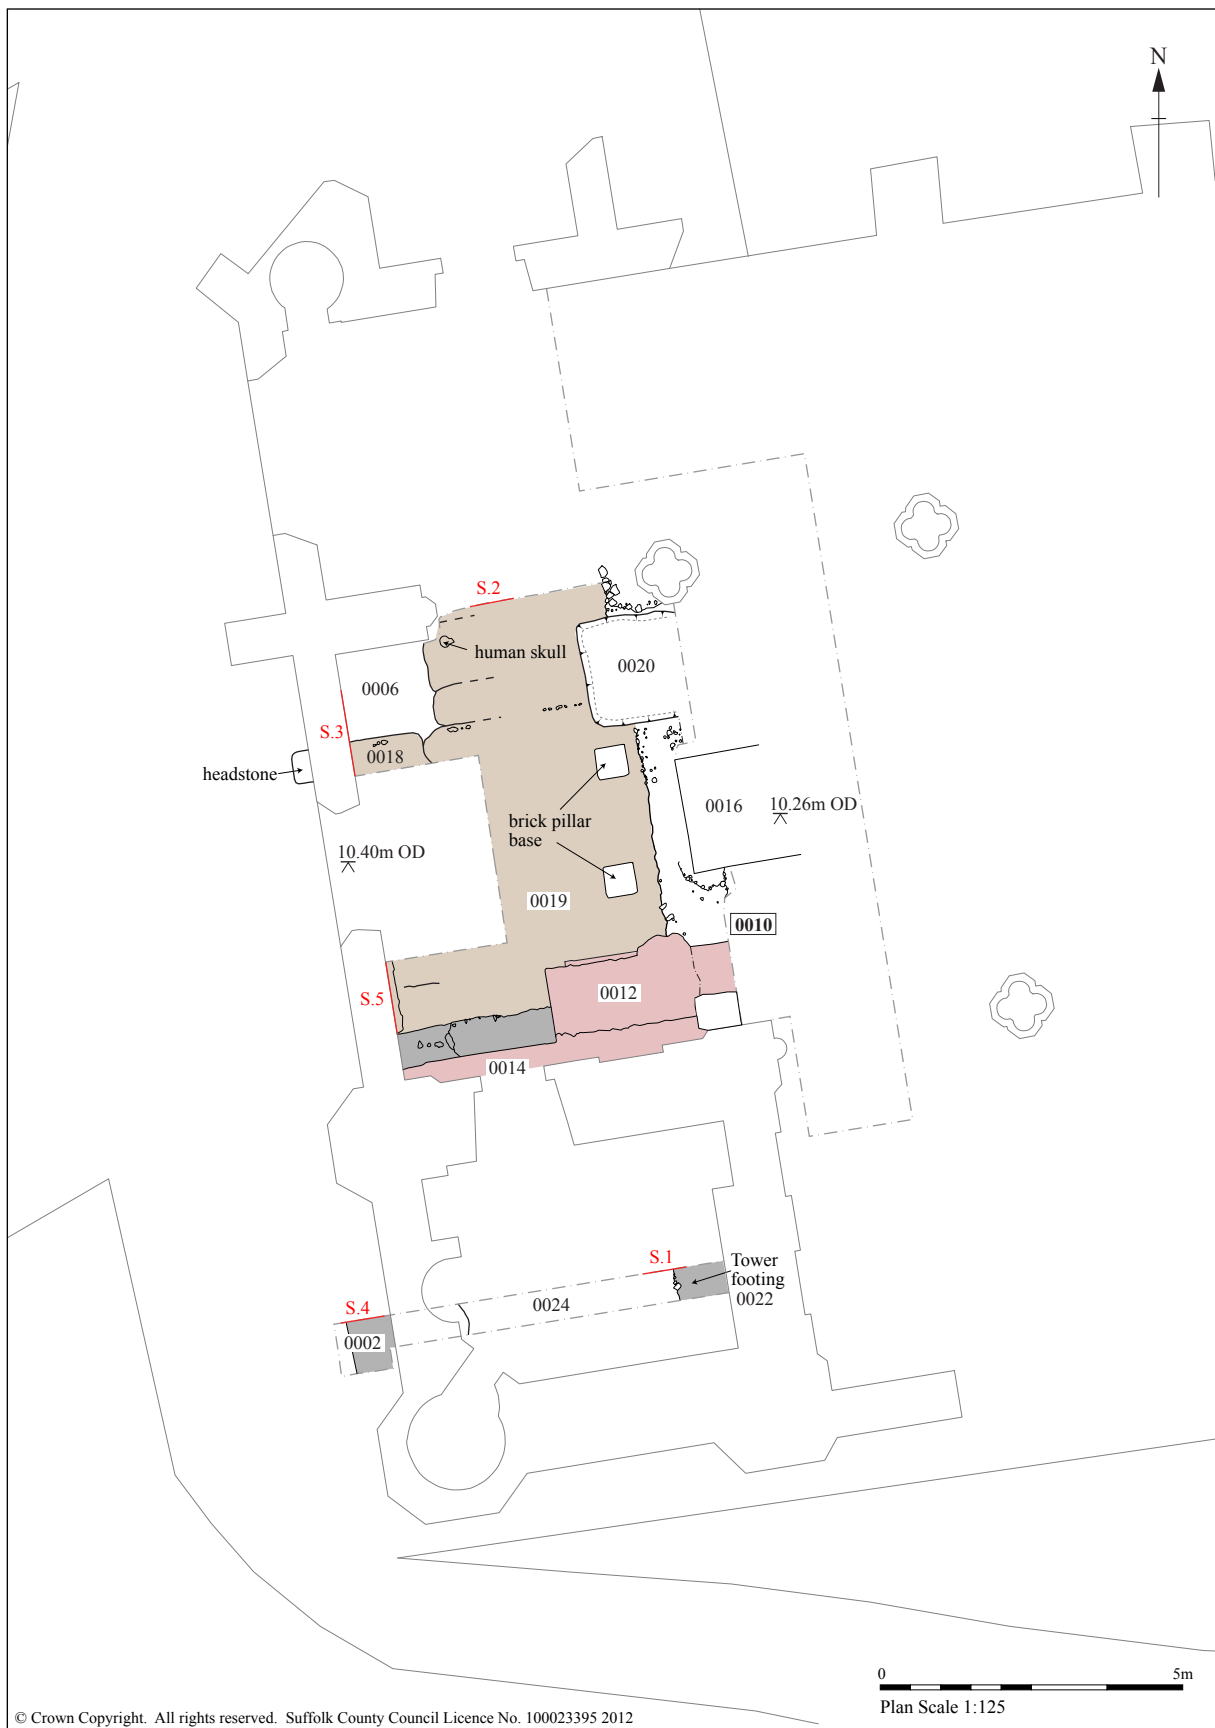 N
S.2
human skull
0020
0006
S.3
0018
headstone
0016
10.26m OD
brick pillar
base
10.40m OD
0019
0010
S.5
0012
0014
S.1
Tower
footing
0022
0024
S.4
0002
0
5m
Plan Scale 1:125
© Crown Copyright. All rights reserved. Suffolk County Council Licence No. 100023395 2012